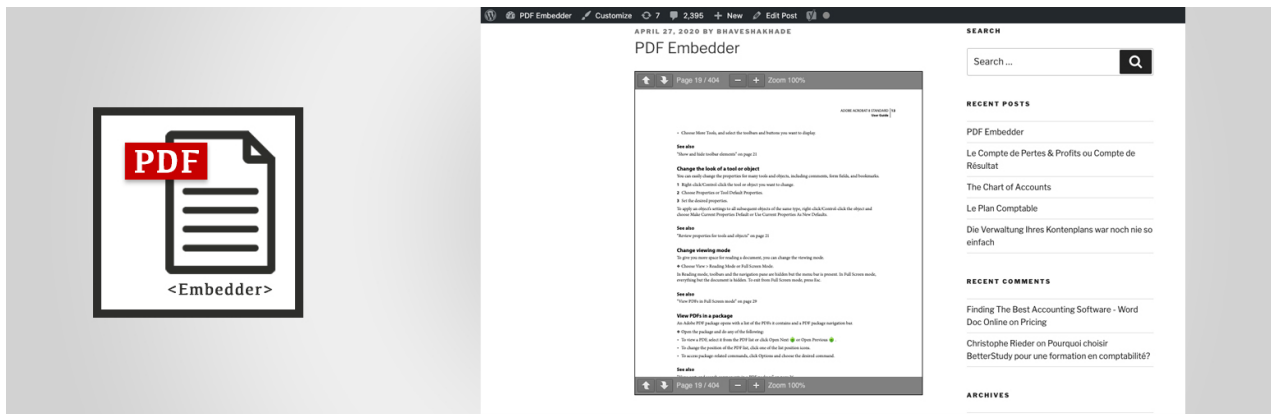 PDF
<Embedder>
PDF Embedder Customize 7 2,395 + New Edit Post
APRIL 27, 2020 BY BHAVESHAKHADE
PDF Embedder
Page 19 / 404 − + Zoom 100%
ADOBE ACROBAT 8 STANDARD 19
User Guide
• Choose More Tools, and select the toolbars and buttons you want to display.
See also
"Show and hide toolbar elements" on page 21
Change the look of a tool or object
You can easily change the properties for many tools and objects, including comments, form fields, and bookmarks.
1 Right-click/Control-click the tool or object you want to change.
2 Choose Properties or Tool Default Properties.
3 Set the desired properties.
To apply an object's settings to all subsequent objects of the same type, right-click/Control-click the object and
choose Make Current Properties Default or Use Current Properties As New Defaults.
See also
"Review properties for tools and objects" on page 21
Change viewing mode
To give you more space for reading a document, you can change the viewing mode.
❖ Choose View > Reading Mode or Full Screen Mode.
In Reading mode, toolbars and the navigation pane are hidden but the menu bar is present. In Full Screen mode,
everything but the document is hidden. To exit from Full Screen mode, press Esc.
See also
"View PDFs in Full Screen mode" on page 29
View PDFs in a package
An Adobe PDF package opens with a list of the PDFs it contains and a PDF package navigation bar.
❖ Open the package and do any of the following:
• To view a PDF, select it from the PDF list or click Open Next or Open Previous .
• To change the position of the PDF list, click one of the list position icons.
• To access package-related commands, click Options and choose the desired command.
See also
Page 19 / 404 − + Zoom 100%
SEARCH
Search ...
RECENT POSTS
PDF Embedder
Le Compte de Pertes & Profits ou Compte de
Résultat
The Chart of Accounts
Le Plan Comptable
Die Verwaltung Ihres Kontenplans war noch nie so
einfach
RECENT COMMENTS
Finding The Best Accounting Software - Word
Doc Online on Pricing
Christophe Rieder on Pourquoi choisir
BetterStudy pour une formation en comptabilité?
ARCHIVES